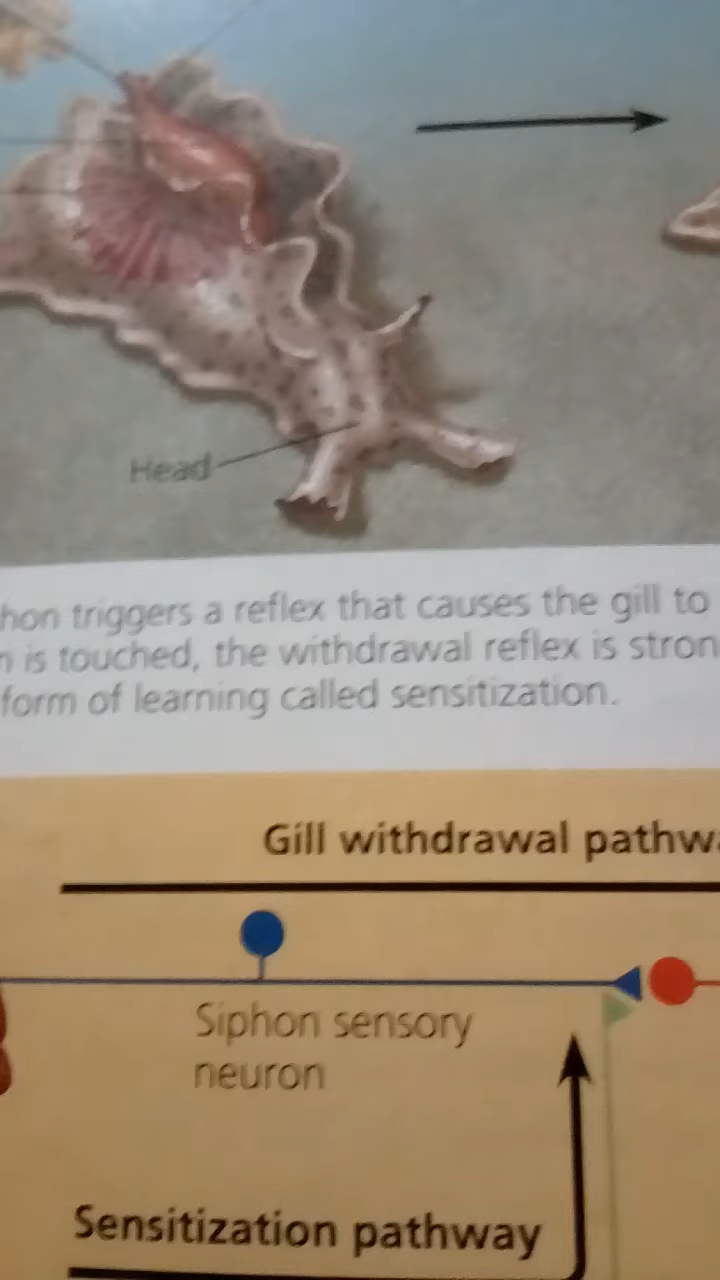 Head
hon triggers a reflex that causes the gill to
n is touched, the withdrawal reflex is stron
form of learning called sensitization.
Gill withdrawal pathw
Siphon sensory
neuron
Sensitization pathway